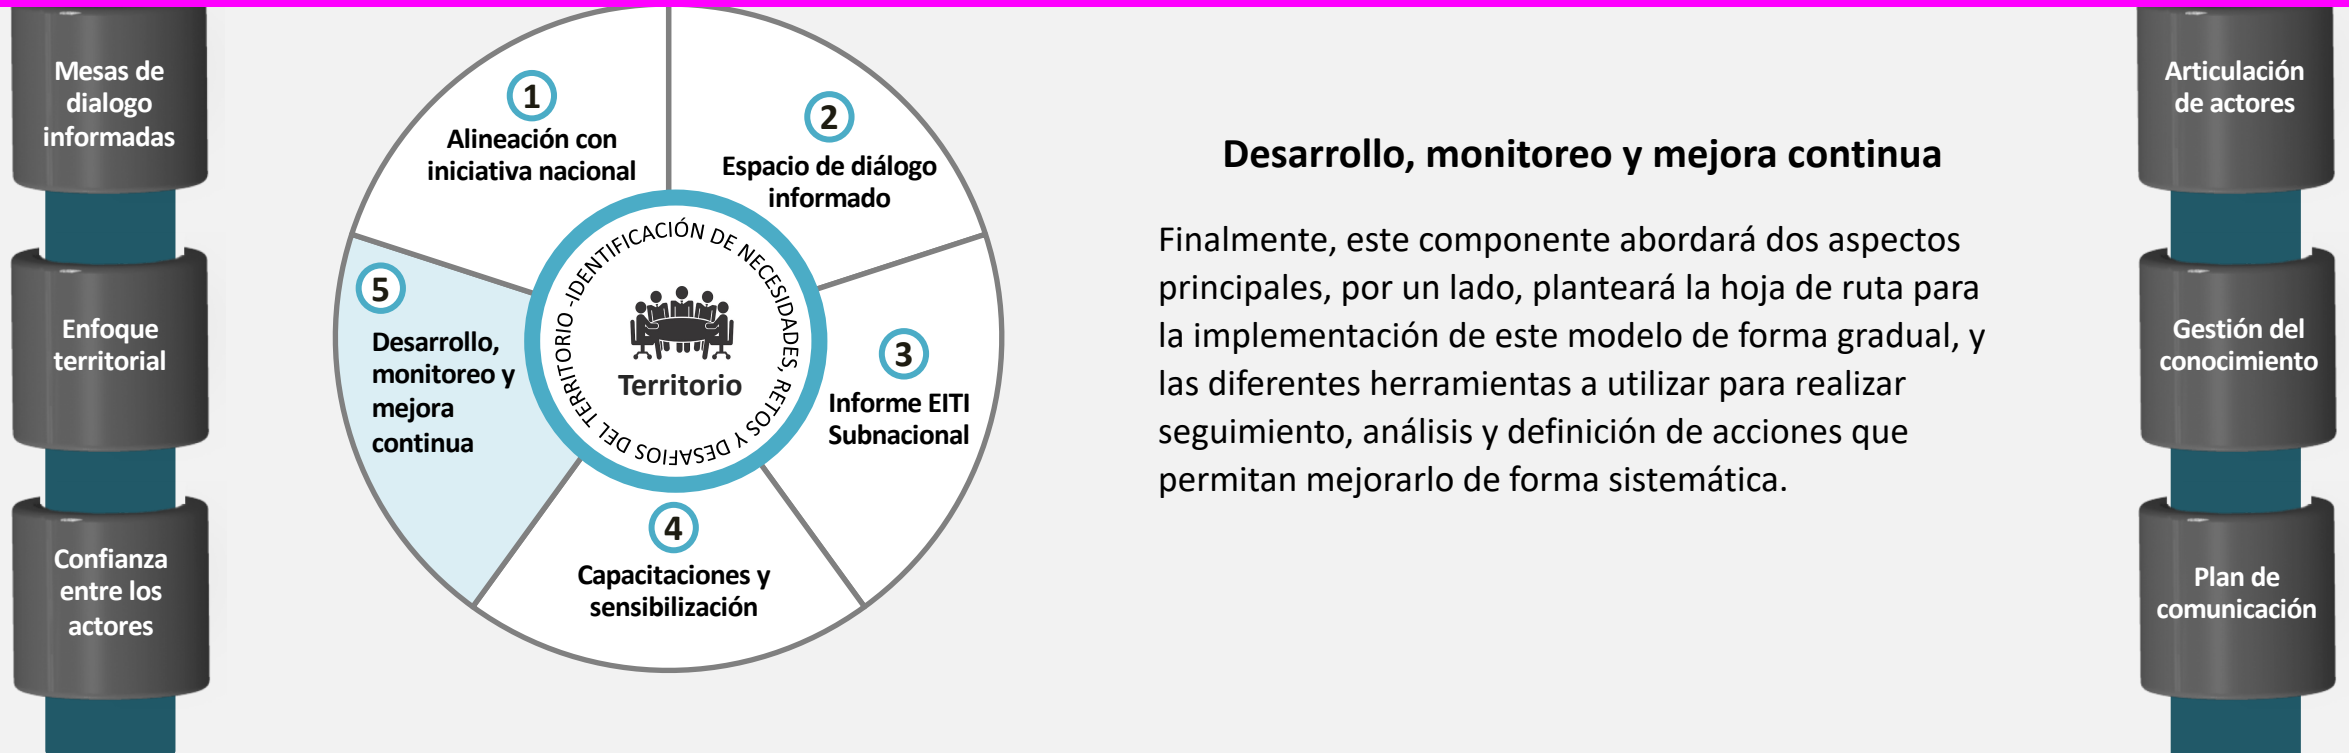 Mesas de
dialogo
informadas
Enfoque
territorial
Confianza
entre los
actores
1
Alineación con
iniciativa nacional
2
Espacio de diálogo
informado
3
Informe EITI
Subnacional
4
Capacitaciones y
sensibilización
5
Desarrollo,
monitoreo y
mejora
continua
IDENTIFICACIÓN DE NECESIDADES, RETOS Y DESAFIOS DEL TERRITORIO -
Territorio
Desarrollo, monitoreo y mejora continua
Finalmente, este componente abordará dos aspectos
principales, por un lado, planteará la hoja de ruta para
la implementación de este modelo de forma gradual, y
las diferentes herramientas a utilizar para realizar
seguimiento, análisis y definición de acciones que
permitan mejorarlo de forma sistemática.
Articulación
de actores
Gestión del
conocimiento
Plan de
comunicación